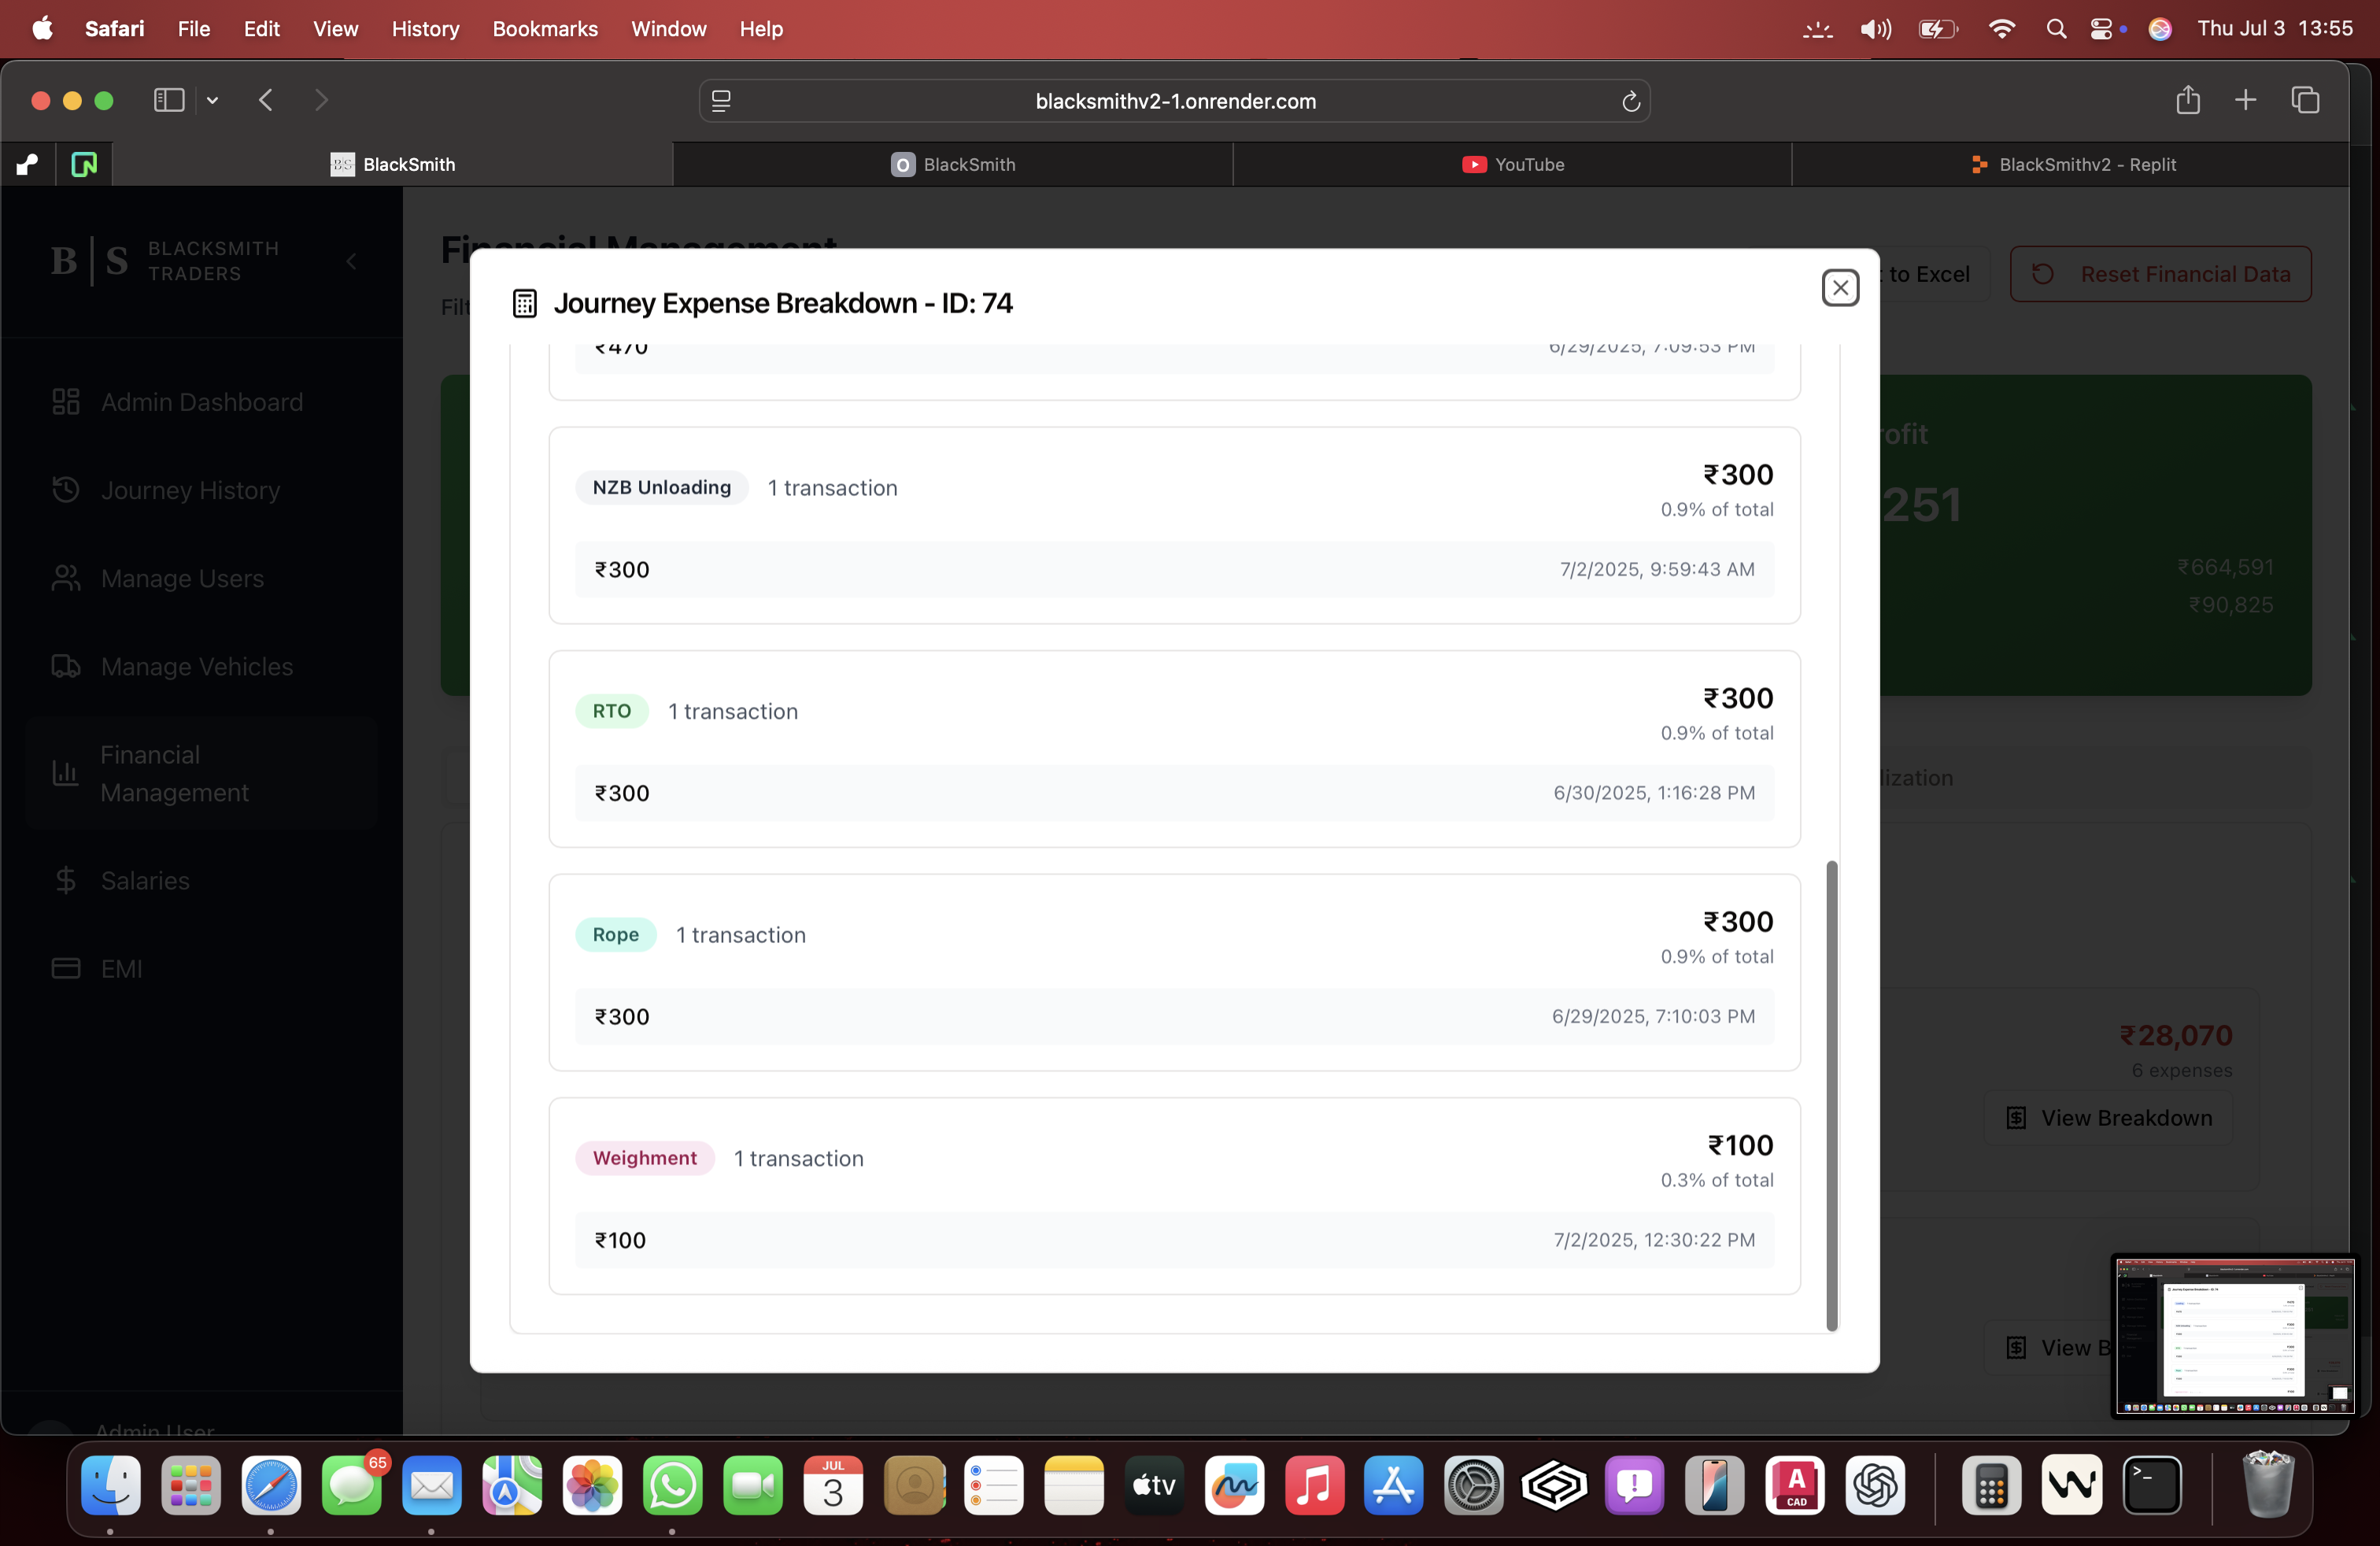 Safari File Edit View History Bookmarks Window Help Thu Jul 3 13:55
blacksmithv2-1.onrender.com
BlackSmith
O BlackSmith
YouTube
BlackSmithv2 - Replit
B|S BLACKSMITH
TRADERS
Financial Management
to Excel
Reset Financial Data
Admin Dashboard
Journey History
Manage Users
Manage Vehicles
Financial
Management
Salaries
EMI
Admin User
Journey Expense Breakdown - ID: 74
₹470 6/29/2025, 7:09:53 PM
NZB Unloading 1 transaction ₹300
0.9% of total
₹300 7/2/2025, 9:59:43 AM
RTO 1 transaction ₹300
0.9% of total
₹300 6/30/2025, 1:16:28 PM
Rope 1 transaction ₹300
0.9% of total
₹300 6/29/2025, 7:10:03 PM
Weighment 1 transaction ₹100
0.3% of total
₹100 7/2/2025, 12:30:22 PM
251
₹664,591
₹90,825
₹28,070
6 expenses
View Breakdown
View B
65
JUL
3
tv
A
CAD